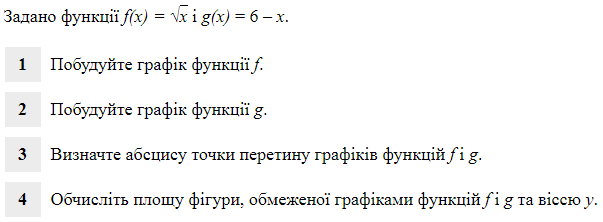 Задано функції f(x) = √x і g(x) = 6 – x.
1 Побудуйте графік функції f.
2 Побудуйте графік функції g.
3 Визначте абсцису точки перетину графіків функцій f і g.
4 Обчисліть площу фігури, обмеженої графіками функцій f і g та віссю y.